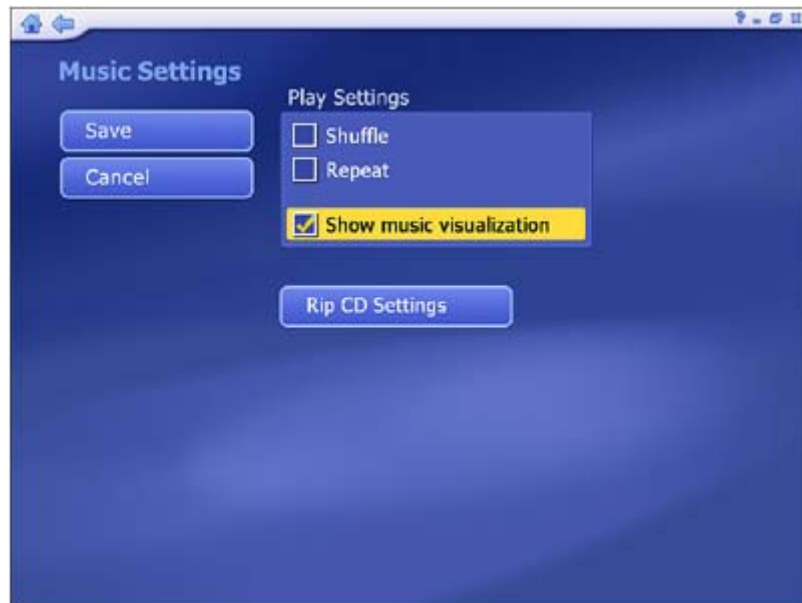 Music Settings
Save
Cancel
Play Settings
Shuffle
Repeat
Show music visualization
Rip CD Settings